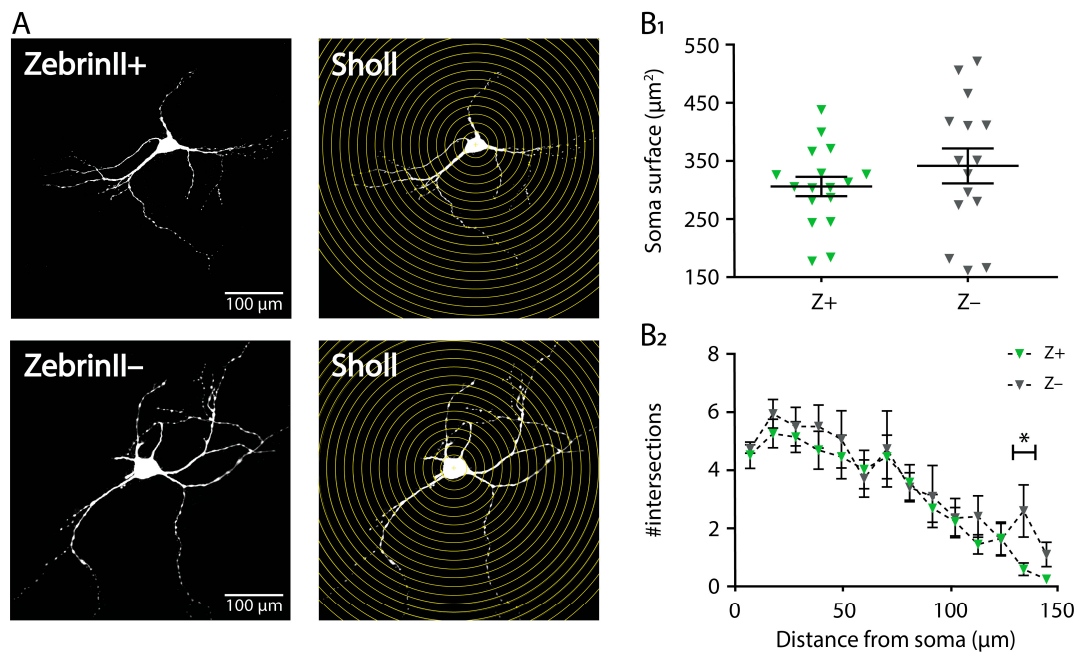 A
ZebrinII+
100 µm
Sholl
ZebrinII–
100 µm
Sholl
B1
Soma surface (µm²)
550
450
350
250
150
Z+
Z–
B2
#intersections
8
6
4
2
0
Z+
Z–
*
0
50
100
150
Distance from soma (µm)